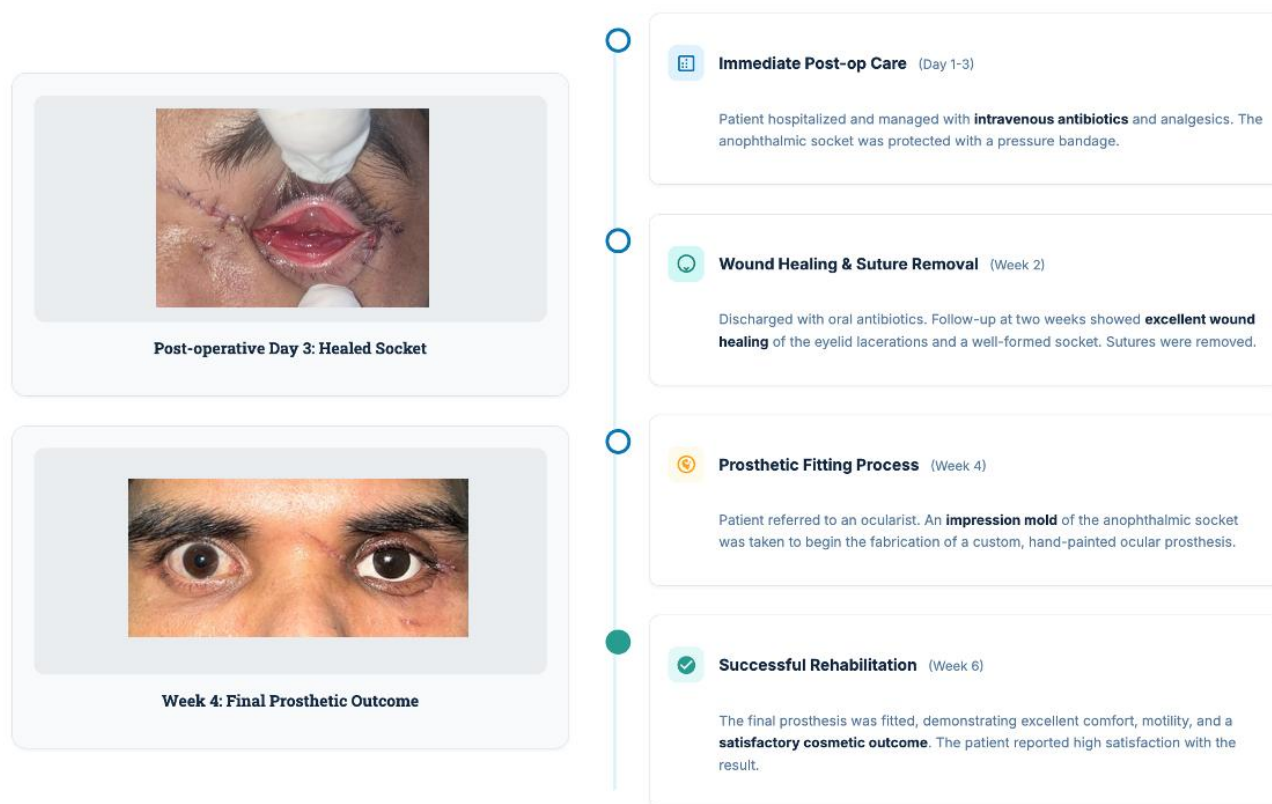 Post-operative Day 3: Healed Socket
Week 4: Final Prosthetic Outcome
Immediate Post-op Care (Day 1-3)
Patient hospitalized and managed with intravenous antibiotics and analgesics. The
anophthalmic socket was protected with a pressure bandage.
Wound Healing & Suture Removal (Week 2)
Discharged with oral antibiotics. Follow-up at two weeks showed excellent wound
healing of the eyelid lacerations and a well-formed socket. Sutures were removed.
Prosthetic Fitting Process (Week 4)
Patient referred to an ocularist. An impression mold of the anophthalmic socket
was taken to begin the fabrication of a custom, hand-painted ocular prosthesis.
Successful Rehabilitation (Week 6)
The final prosthesis was fitted, demonstrating excellent comfort, motility, and a
satisfactory cosmetic outcome. The patient reported high satisfaction with the
result.